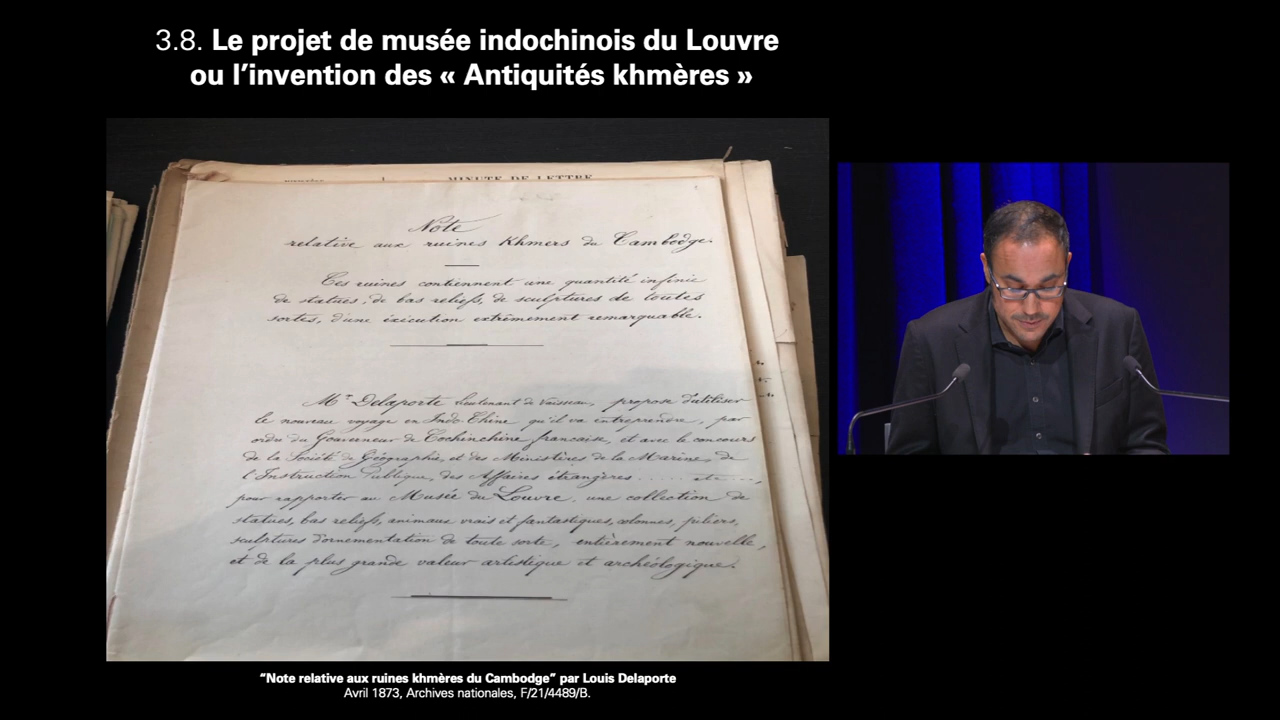 3.8. Le projet de musée indochinois du Louvre
ou l’invention des « Antiquités khmères »
MINUTE DE LETTRE
Note
relative aux ruines Khmers du Cambodge.
Ces ruines contiennent une quantité infinie
de statues, de bas reliefs, de sculptures de toutes
sortes, d'une éxécution extrêmement remarquable.
Mr Delaporte lieutenant de vaisseau, propose d'utiliser
le nouveau voyage en Indo-Chine qu'il va entreprendre, par
ordre du Gouverneur de Cochinchine française, et avec le concours
de la Société de Géographie, et des Ministères de la Marine, de
l'Instruction Publique, des Affaires étrangères ..... etc .....,
pour rapporter au Musée du Louvre, une collection de
statues, bas reliefs, animaux vrais et fantastiques, colonnes, piliers,
sculptures d'ornementation de toute sorte, entièrement nouvelle,
et de la plus grande valeur artistique et archéologique.
“Note relative aux ruines khmères du Cambodge” par Louis Delaporte
Avril 1873, Archives nationales, F/21/4489/B.